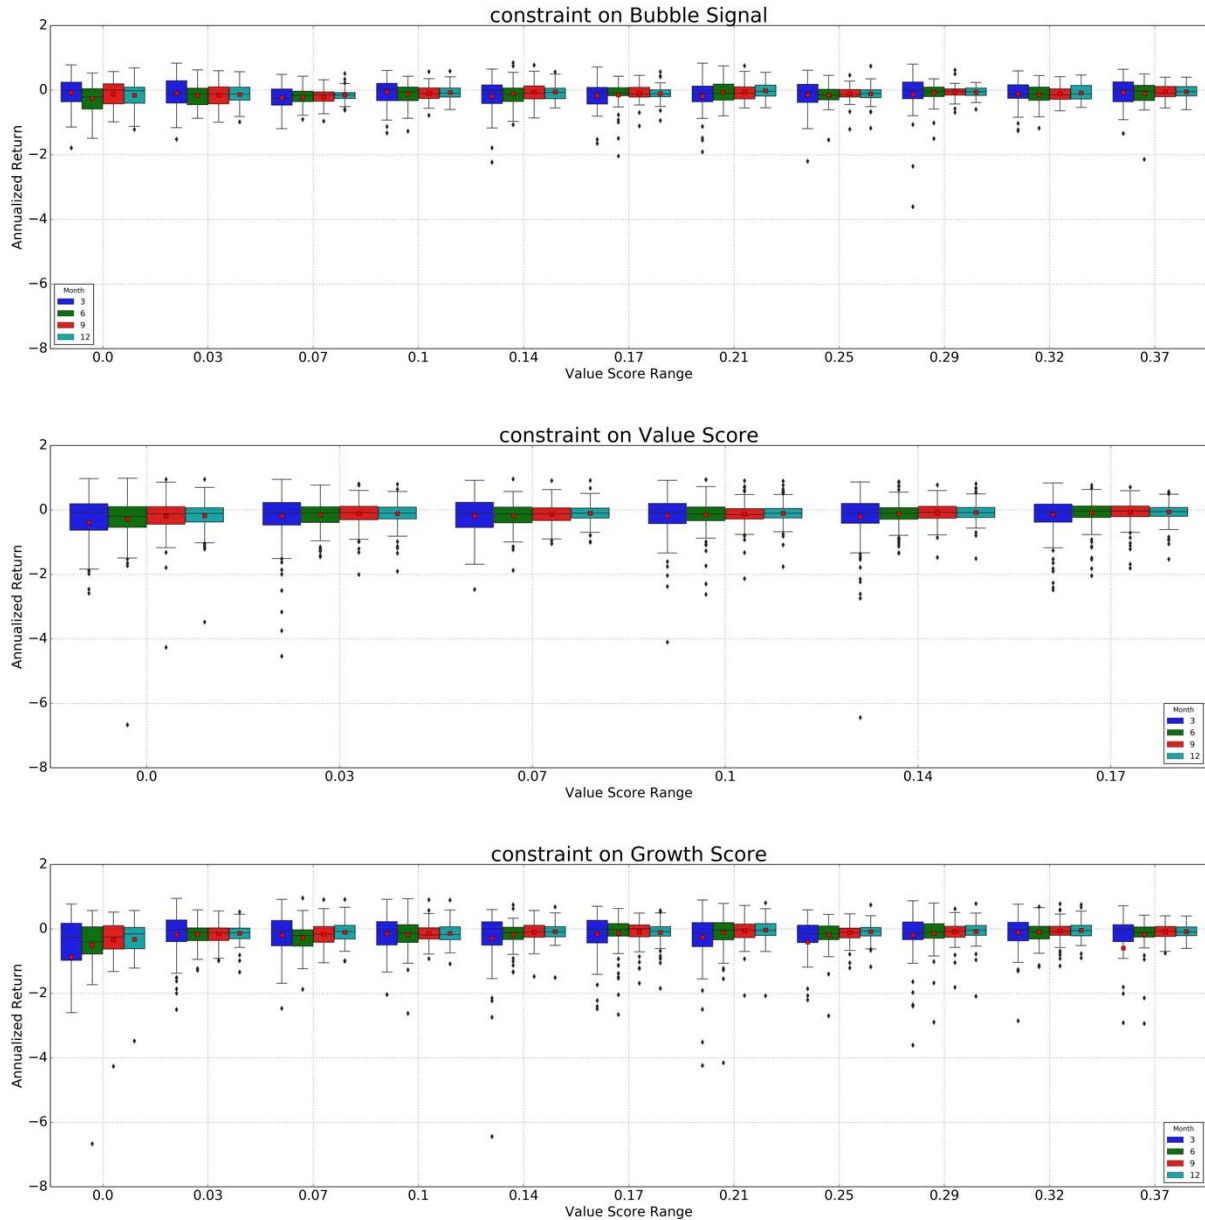 constraint on Bubble Signal
2
0
−2
−4
−6
−8
Annualized Return
Month
3
6
9
12
0.0 0.03 0.07 0.1 0.14 0.17 0.21 0.25 0.29 0.32 0.37
Value Score Range
constraint on Value Score
2
0
−2
−4
−6
−8
Annualized Return
Month
3
6
9
12
0.0 0.03 0.07 0.1 0.14 0.17
Value Score Range
constraint on Growth Score
2
0
−2
−4
−6
−8
Annualized Return
Month
3
6
9
12
0.0 0.03 0.07 0.1 0.14 0.17 0.21 0.25 0.29 0.32 0.37
Value Score Range